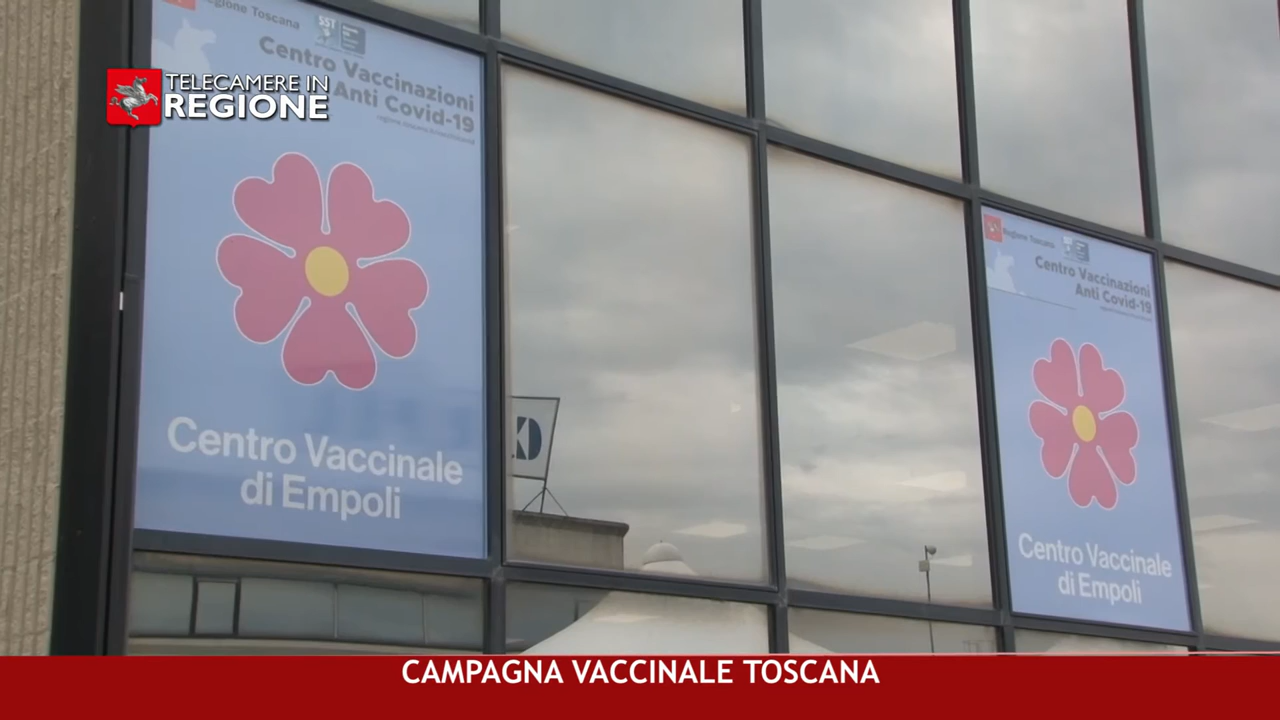 Regione Toscana
SST
Centro Vaccinazioni
Anti Covid-19
TELECAMERE IN
REGIONE
Centro Vaccinale
di Empoli
Regione Toscana
Centro Vaccinazioni
Anti Covid-19
Centro Vaccinale
di Empoli
CAMPAGNA VACCINALE TOSCANA